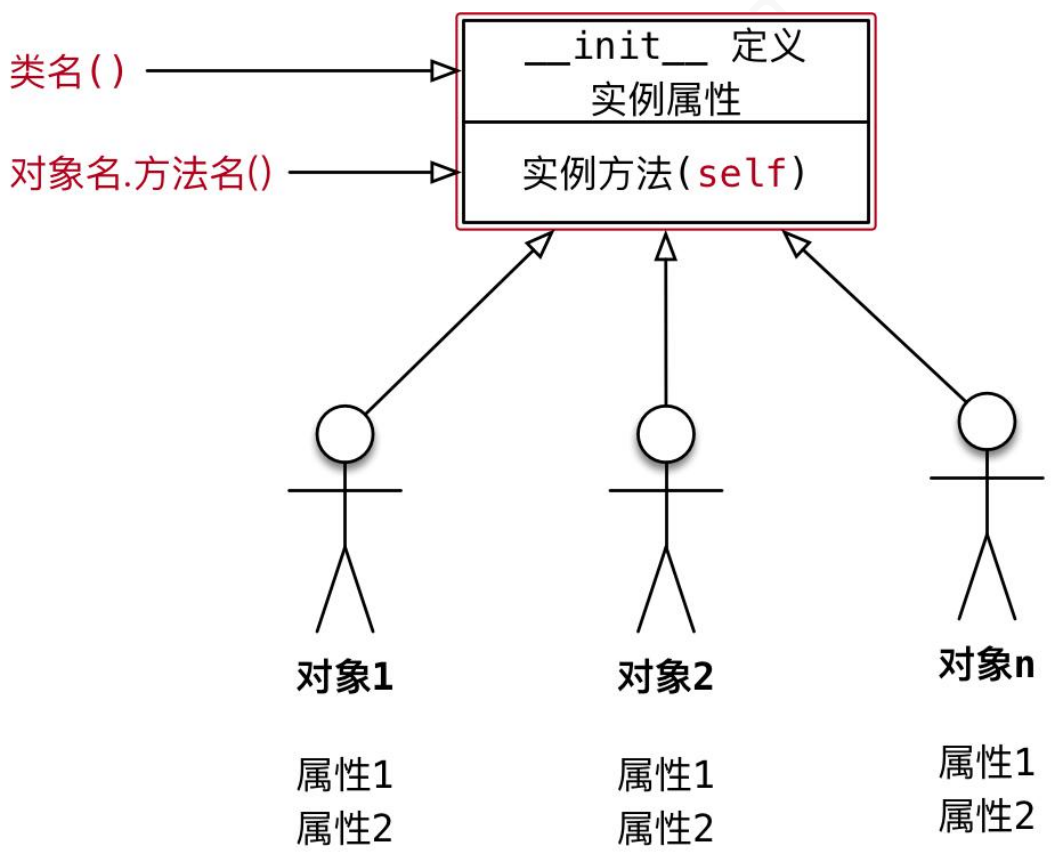 __init__ 定义
实例属性
类名()
对象名.方法名()
实例方法(self)
对象1
对象2
对象n
属性1
属性2
属性1
属性2
属性1
属性2